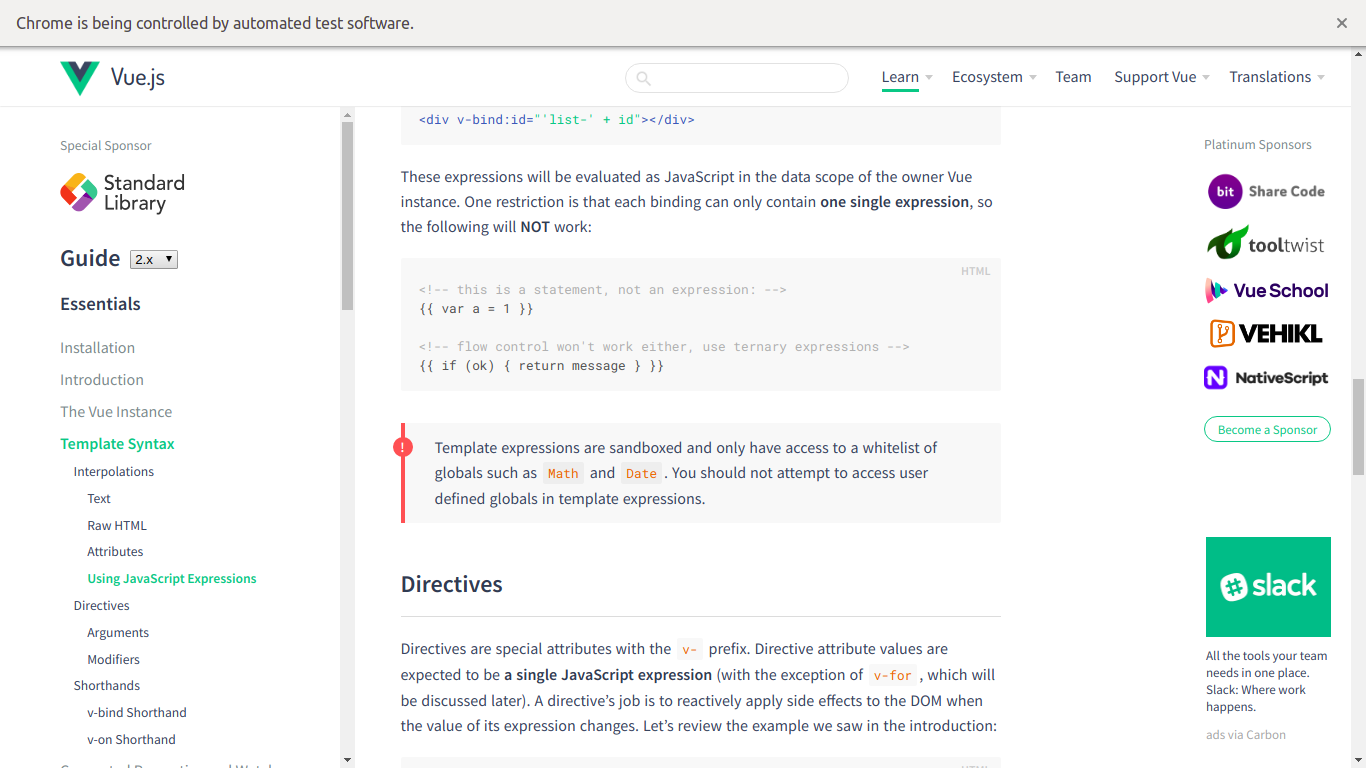 Chrome is being controlled by automated test software.
Vue.js
Learn
Ecosystem
Team
Support Vue
Translations
Special Sponsor
Standard
Library
Guide 2.x
Essentials
Installation
Introduction
The Vue Instance
Template Syntax
Interpolations
Text
Raw HTML
Attributes
Using JavaScript Expressions
Directives
Arguments
Modifiers
Shorthands
v-bind Shorthand
v-on Shorthand
<div v-bind:id="'list-' + id"></div>
These expressions will be evaluated as JavaScript in the data scope of the owner Vue
instance. One restriction is that each binding can only contain one single expression, so
the following will NOT work:
HTML
<!-- this is a statement, not an expression: -->
{{ var a = 1 }}
<!-- flow control won't work either, use ternary expressions -->
{{ if (ok) { return message } }}
!
Template expressions are sandboxed and only have access to a whitelist of
globals such as Math and Date. You should not attempt to access user
defined globals in template expressions.
Directives
Directives are special attributes with the v- prefix. Directive attribute values are
expected to be a single JavaScript expression (with the exception of v-for, which will
be discussed later). A directive’s job is to reactively apply side effects to the DOM when
the value of its expression changes. Let’s review the example we saw in the introduction:
Platinum Sponsors
bit Share Code
tooltwist
Vue School
VEHIKL
NativeScript
Become a Sponsor
slack
All the tools your team
needs in one place.
Slack: Where work
happens.
ads via Carbon